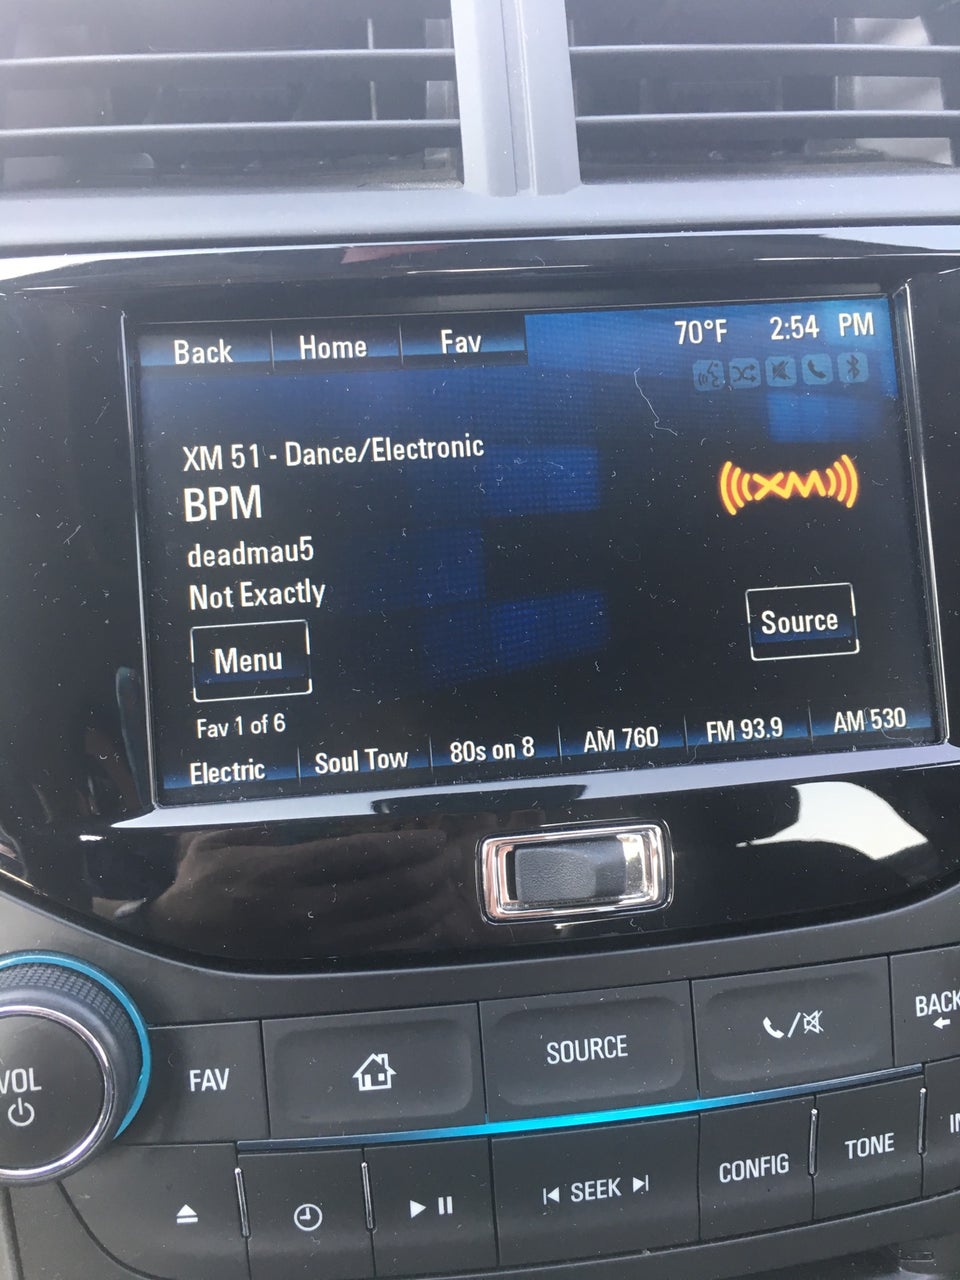 Back Home Fav 70°F 2:54 PM
XM 51 - Dance/Electronic
BPM
XM
deadmau5
Not Exactly
Menu
Source
Fav 1 of 6
Electric Soul Tow 80s on 8 AM 760 FM 93.9 AM 530
VOL
FAV
SOURCE
BACK
SEEK
CONFIG
TONE